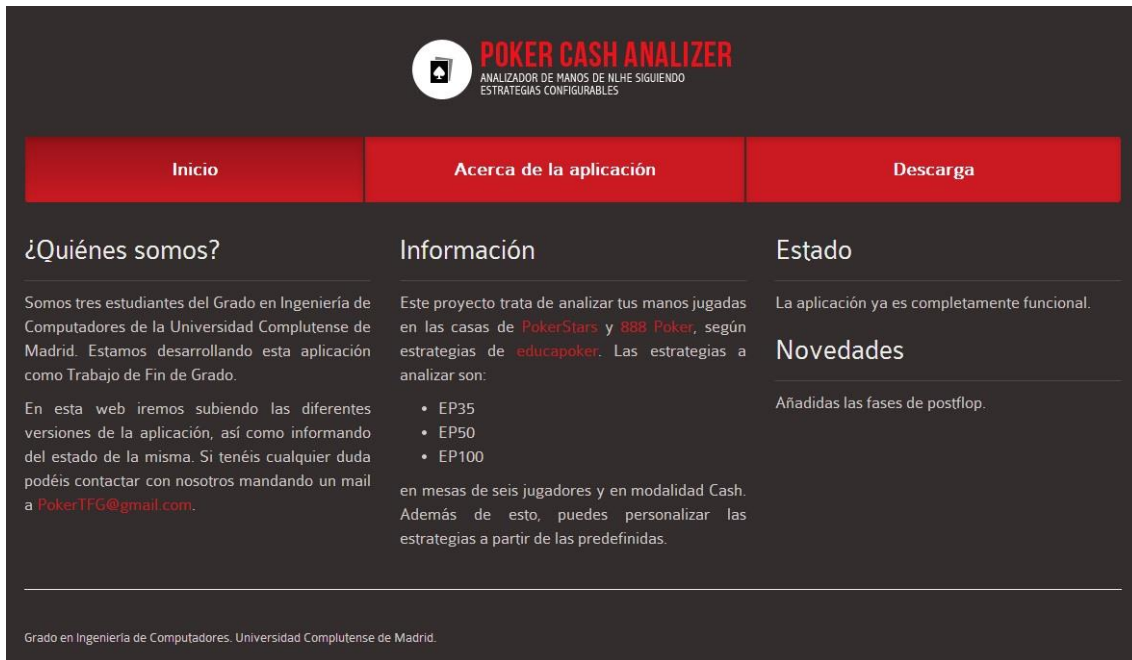 POKER CASH ANALIZER
ANALIZADOR DE MANOS DE NLHE SIGUIENDO
ESTRATEGIAS CONFIGURABLES
Inicio
Acerca de la aplicación
Descarga
¿Quiénes somos?
Somos tres estudiantes del Grado en Ingeniería de
Computadores de la Universidad Complutense de
Madrid. Estamos desarrollando esta aplicación
como Trabajo de Fin de Grado.
En esta web iremos subiendo las diferentes
versiones de la aplicación, así como informando
del estado de la misma. Si tenéis cualquier duda
podéis contactar con nosotros mandando un mail
a PokerTFG@gmail.com.
Información
Este proyecto trata de analizar tus manos jugadas
en las casas de PokerStars y 888 Poker, según
estrategias de educapoker. Las estrategias a
analizar son:
• EP35
• EP50
• EP100
en mesas de seis jugadores y en modalidad Cash.
Además de esto, puedes personalizar las
estrategias a partir de las predefinidas.
Estado
La aplicación ya es completamente funcional.
Novedades
Añadidas las fases de postflop.
Grado en Ingeniería de Computadores. Universidad Complutense de Madrid.